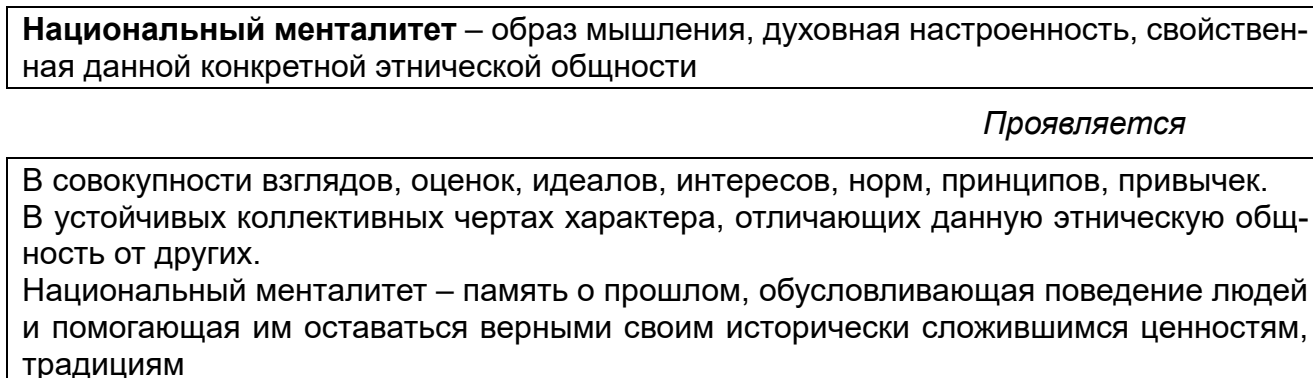 Национальный менталитет – образ мышления, духовная настроенность, свойствен-
ная данной конкретной этнической общности
Проявляется
В совокупности взглядов, оценок, идеалов, интересов, норм, принципов, привычек.
В устойчивых коллективных чертах характера, отличающих данную этническую общ-
ность от других.
Национальный менталитет – память о прошлом, обусловливающая поведение людей
и помогающая им оставаться верными своим исторически сложившимся ценностям,
традициям